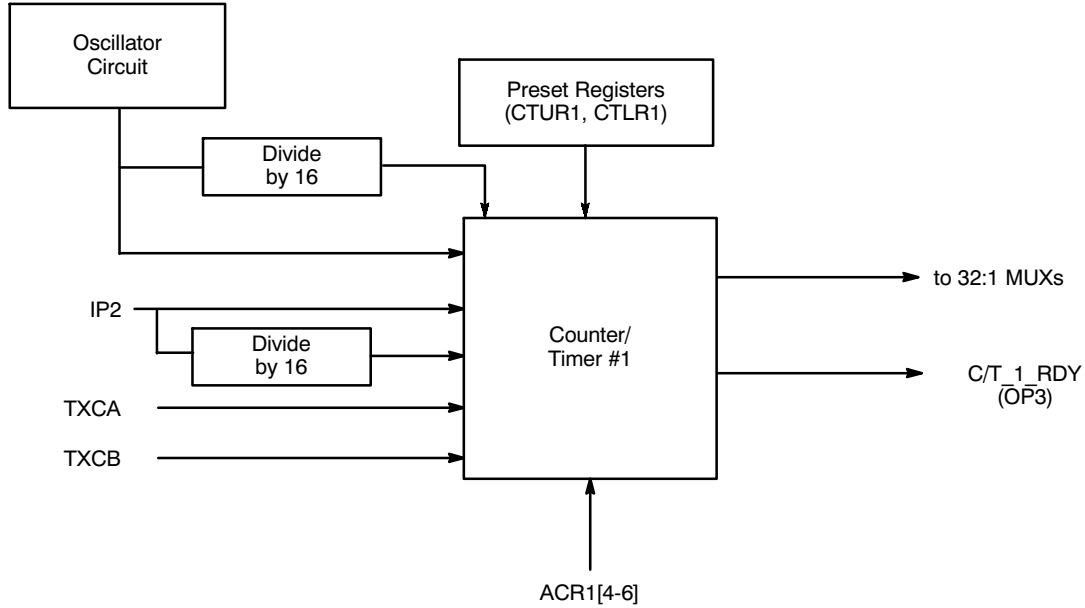 Oscillator
Circuit
Preset Registers
(CTUR1, CTLR1)
Divide
by 16
to 32:1 MUXs
IP2
Counter/
Timer #1
Divide
by 16
C/T_1_RDY
(OP3)
TXCA
TXCB
ACR1[4-6]